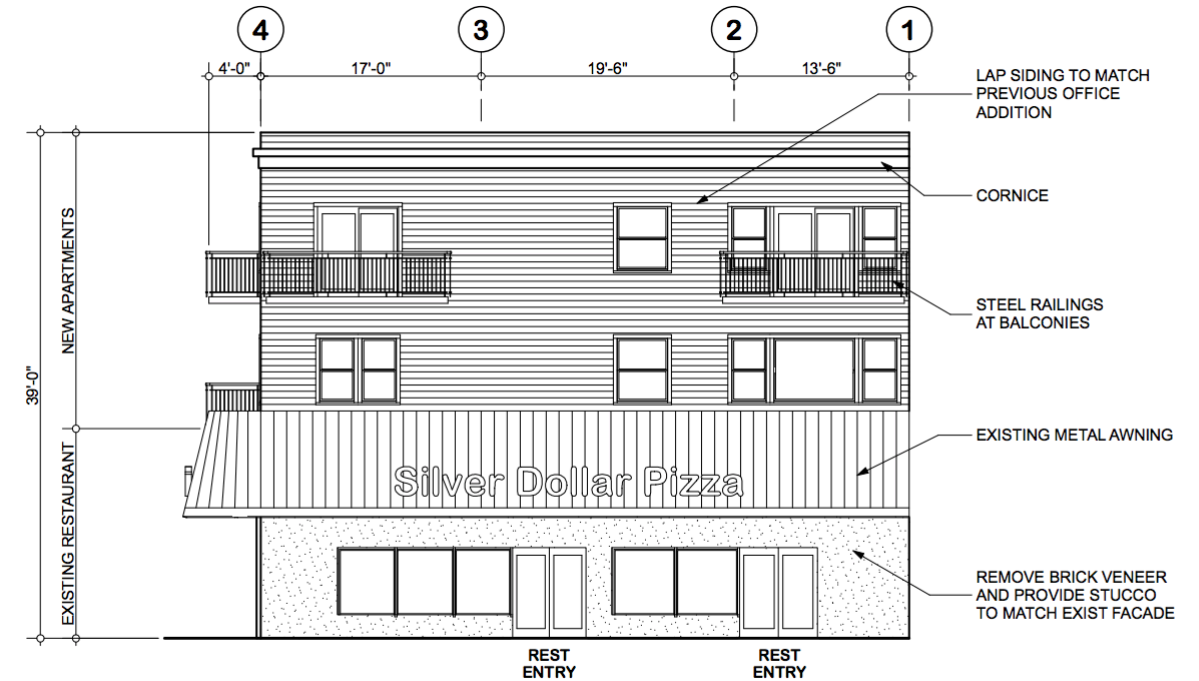 4
3
2
1
4'-0"
17'-0"
19'-6"
13'-6"
LAP SIDING TO MATCH
PREVIOUS OFFICE
ADDITION
CORNICE
NEW APARTMENTS
STEEL RAILINGS
AT BALCONIES
39'-0"
EXISTING METAL AWNING
Silver Dollar Pizza
EXISTING RESTAURANT
REMOVE BRICK VENEER
AND PROVIDE STUCCO
TO MATCH EXIST FACADE
REST
ENTRY
REST
ENTRY